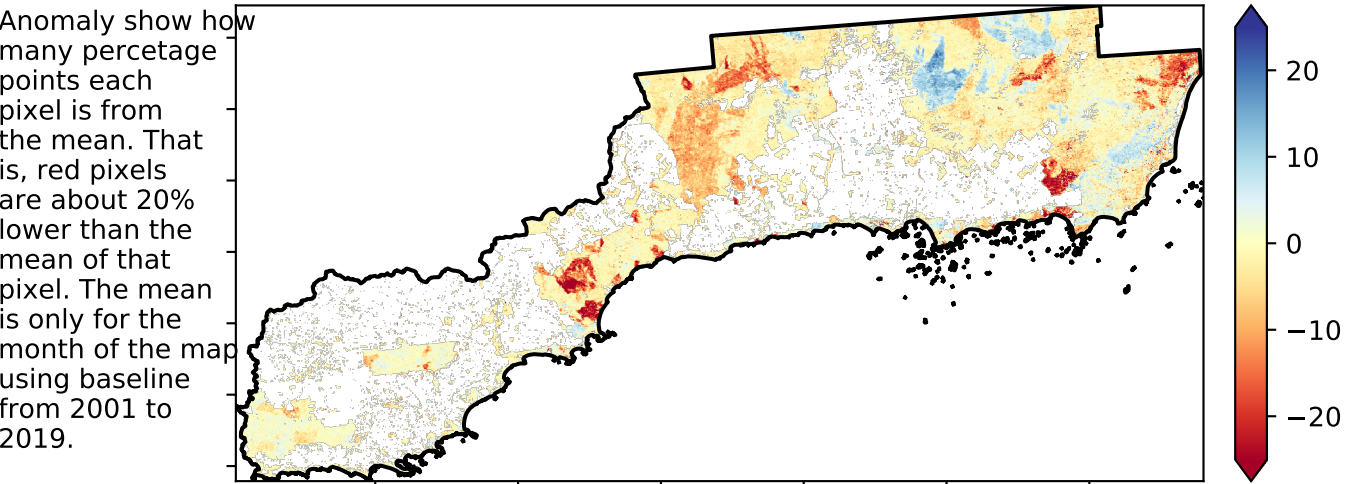 Anomaly show how
many percetage
points each
pixel is from
the mean. That
is, red pixels
are about 20%
lower than the
mean of that
pixel. The mean
is only for the
month of the map
using baseline
from 2001 to
2019.
20
10
0
−10
−20